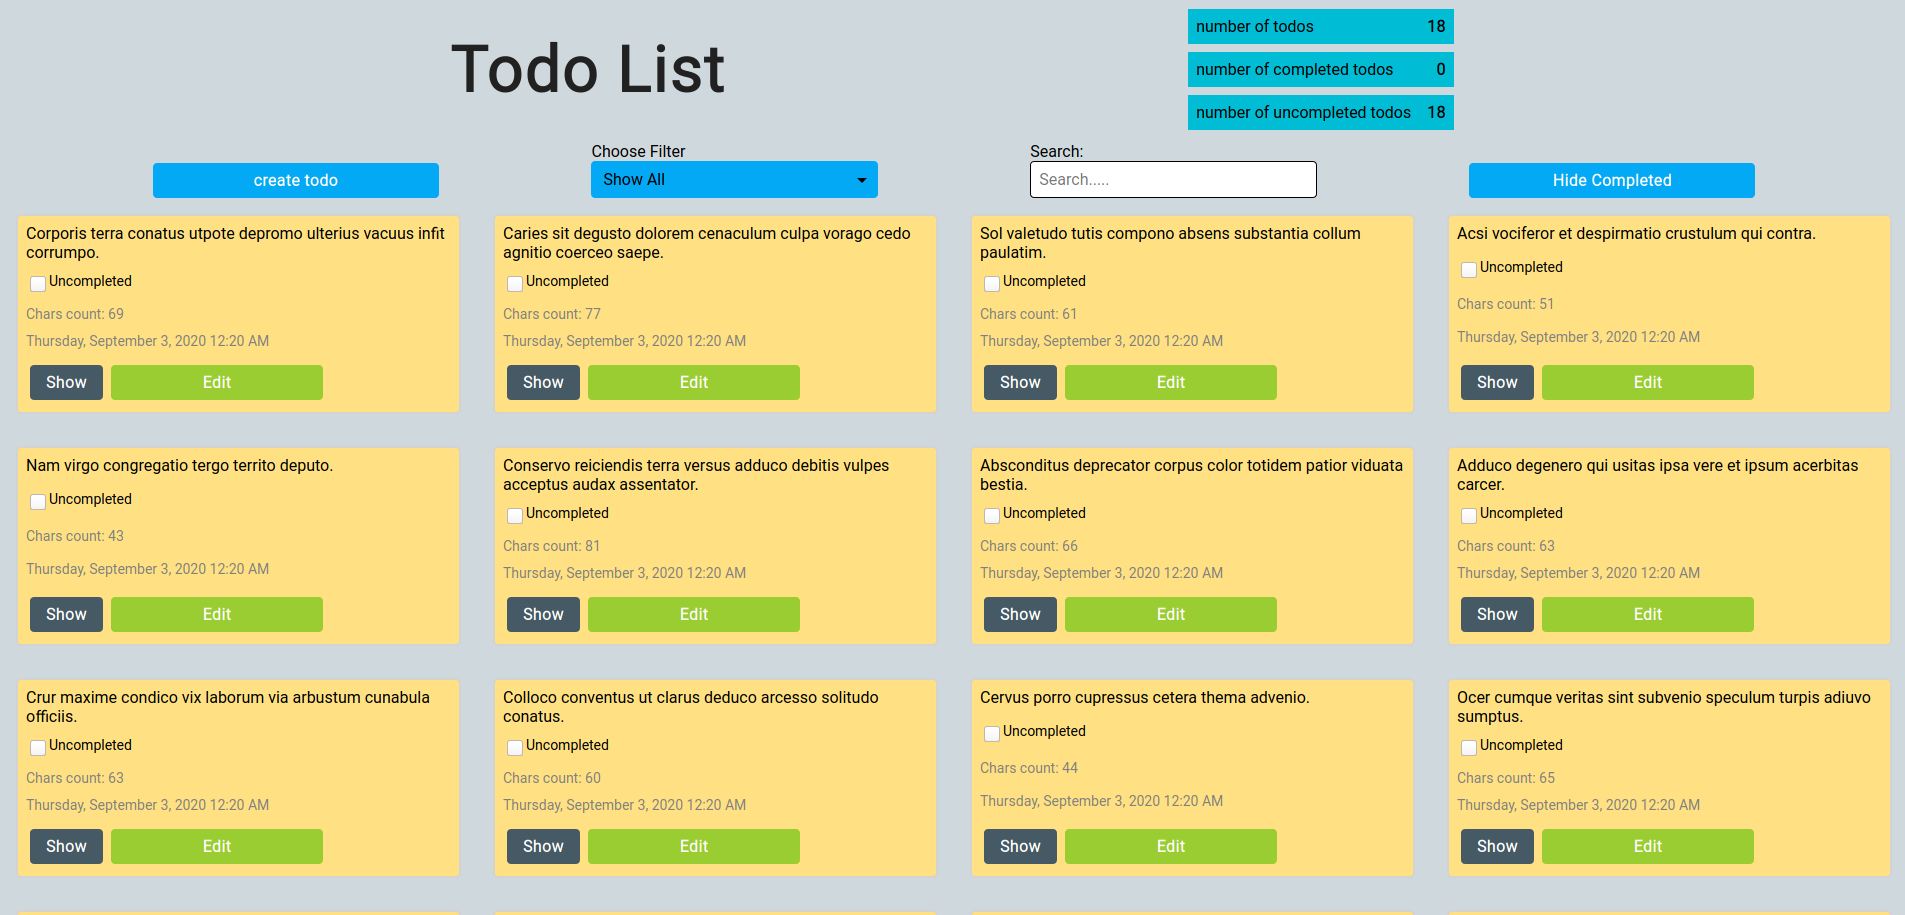 Todo List
number of todos 18
number of completed todos 0
number of uncompleted todos 18
create todo
Choose Filter
Show All
Search:
Search.....
Hide Completed
Corporis terra conatus utpote depromo ulterius vacuus infit
corrumpo.
Uncompleted
Chars count: 69
Thursday, September 3, 2020 12:20 AM
Show Edit
Caries sit degusto dolorem cenaculum culpa vorago cedo
agnitio coerceo saepe.
Uncompleted
Chars count: 77
Thursday, September 3, 2020 12:20 AM
Show Edit
Sol valetudo tutis compono absens substantia collum
paulatim.
Uncompleted
Chars count: 61
Thursday, September 3, 2020 12:20 AM
Show Edit
Acsi vociferor et despirmatio crustulum qui contra.
Uncompleted
Chars count: 51
Thursday, September 3, 2020 12:20 AM
Show Edit
Nam virgo congregatio tergo territo deputo.
Uncompleted
Chars count: 43
Thursday, September 3, 2020 12:20 AM
Show Edit
Conservo reiciendis terra versus adduco debitis vulpes
acceptus audax assentator.
Uncompleted
Chars count: 81
Thursday, September 3, 2020 12:20 AM
Show Edit
Absconditus deprecator corpus color totidem patior viduata
bestia.
Uncompleted
Chars count: 66
Thursday, September 3, 2020 12:20 AM
Show Edit
Adduco degenero qui usitas ipsa vere et ipsum acerbitas
carcer.
Uncompleted
Chars count: 63
Thursday, September 3, 2020 12:20 AM
Show Edit
Crur maxime condico vix laborum via arbustum cunabula
officiis.
Uncompleted
Chars count: 63
Thursday, September 3, 2020 12:20 AM
Show Edit
Colloco conventus ut clarus deduco arcesso solitudo
conatus.
Uncompleted
Chars count: 60
Thursday, September 3, 2020 12:20 AM
Show Edit
Cervus porro cupressus cetera thema advenio.
Uncompleted
Chars count: 44
Thursday, September 3, 2020 12:20 AM
Show Edit
Ocer cumque veritas sint subvenio speculum turpis adiuvo
sumptus.
Uncompleted
Chars count: 65
Thursday, September 3, 2020 12:20 AM
Show Edit